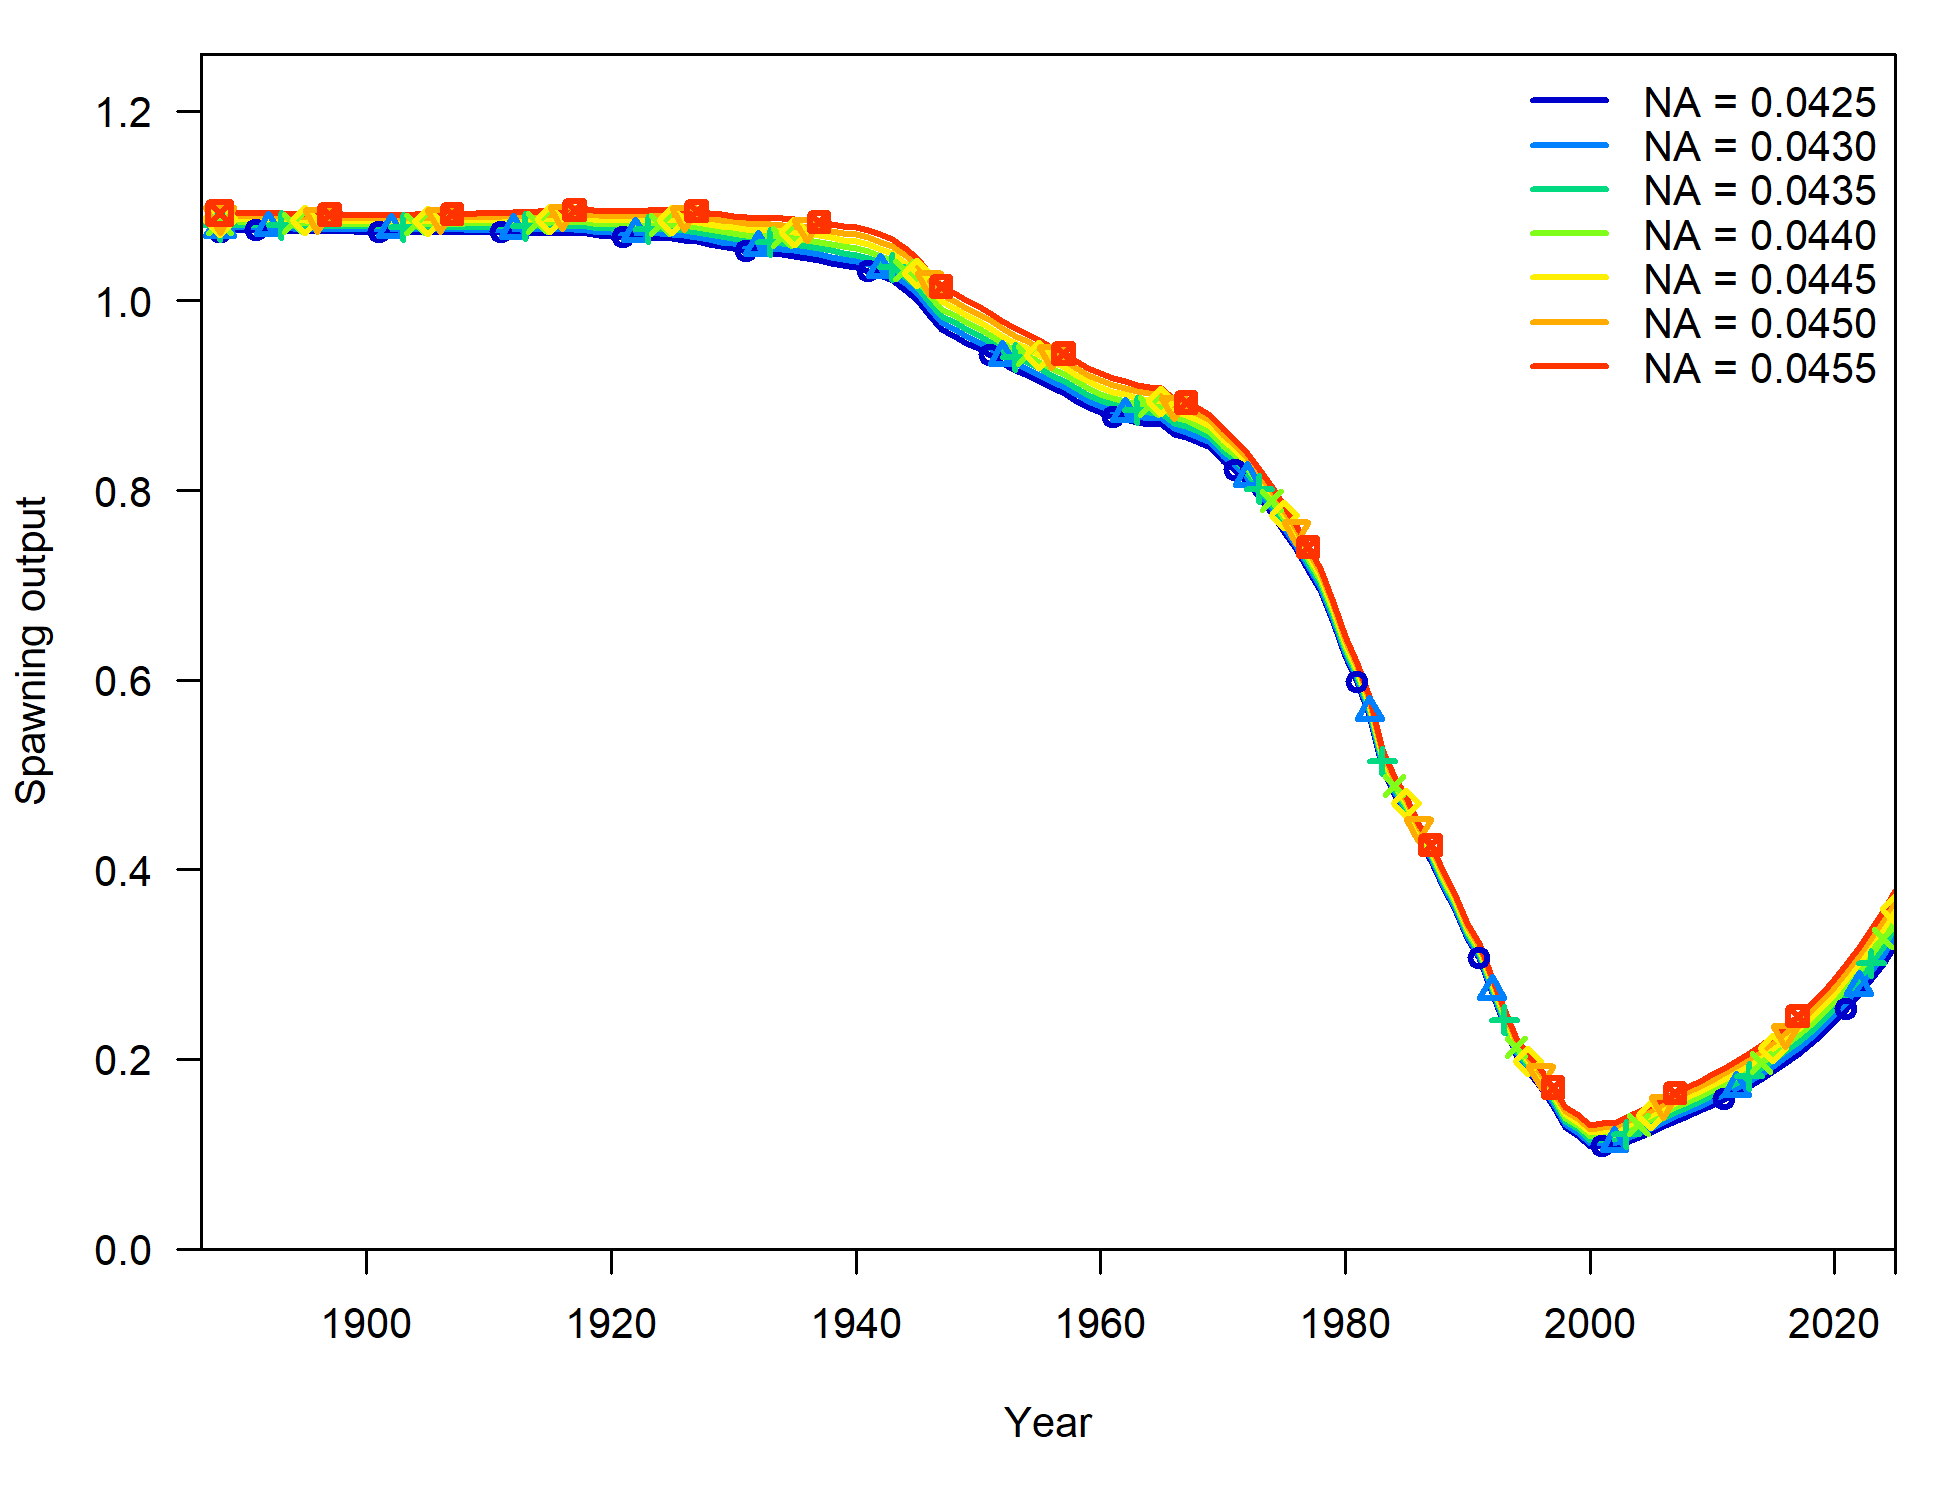 NA = 0.0425
NA = 0.0430
NA = 0.0435
NA = 0.0440
NA = 0.0445
NA = 0.0450
NA = 0.0455
1.2
1.0
0.8
0.6
0.4
0.2
0.0
Spawning output
1900 1920 1940 1960 1980 2000 2020
Year